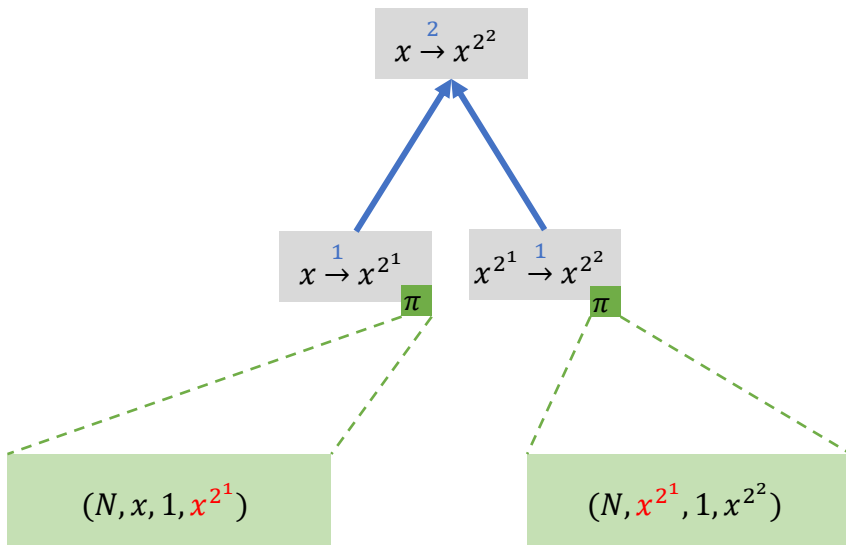 x →^2 x^{2^2}
x →^1 x^{2^1}
x^{2^1} →^1 x^{2^2}
π
π
(N, x, 1, x^{2^1})
(N, x^{2^1}, 1, x^{2^2})